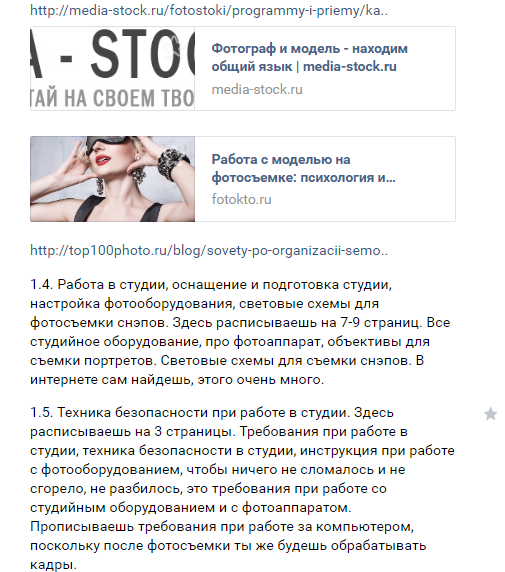 http://media-stock.ru/fotostoki/programmy-i-priemy/ka..
А - STOC
ТАЙ НА СВОЕМ ТВО
Фотограф и модель - находим
общий язык | media-stock.ru
media-stock.ru
Работа с моделью на
фотосъемке: психология и...
fotokto.ru
http://top100photo.ru/blog/sovety-po-organizacii-semo..
1.4. Работа в студии, оснащение и подготовка студии,
настройка фотооборудования, световые схемы для
фотосъемки снэпов. Здесь расписываешь на 7-9 страниц. Все
студийное оборудование, про фотоаппарат, объективы для
съемки портретов. Световые схемы для съемки снэпов. В
интернете сам найдешь, этого очень много.
1.5. Техника безопасности при работе в студии. Здесь
расписываешь на 3 страницы. Требования при работе в
студии, техника безопасности в студии, инструкция при работе
с фотооборудованием, чтобы ничего не сломалось и не
сгорело, не разбилось, это требования при работе со
студийным оборудованием и с фотоаппаратом.
Прописываешь требования при работе за компьютером,
поскольку после фотосъемки ты же будешь обрабатывать
кадры.